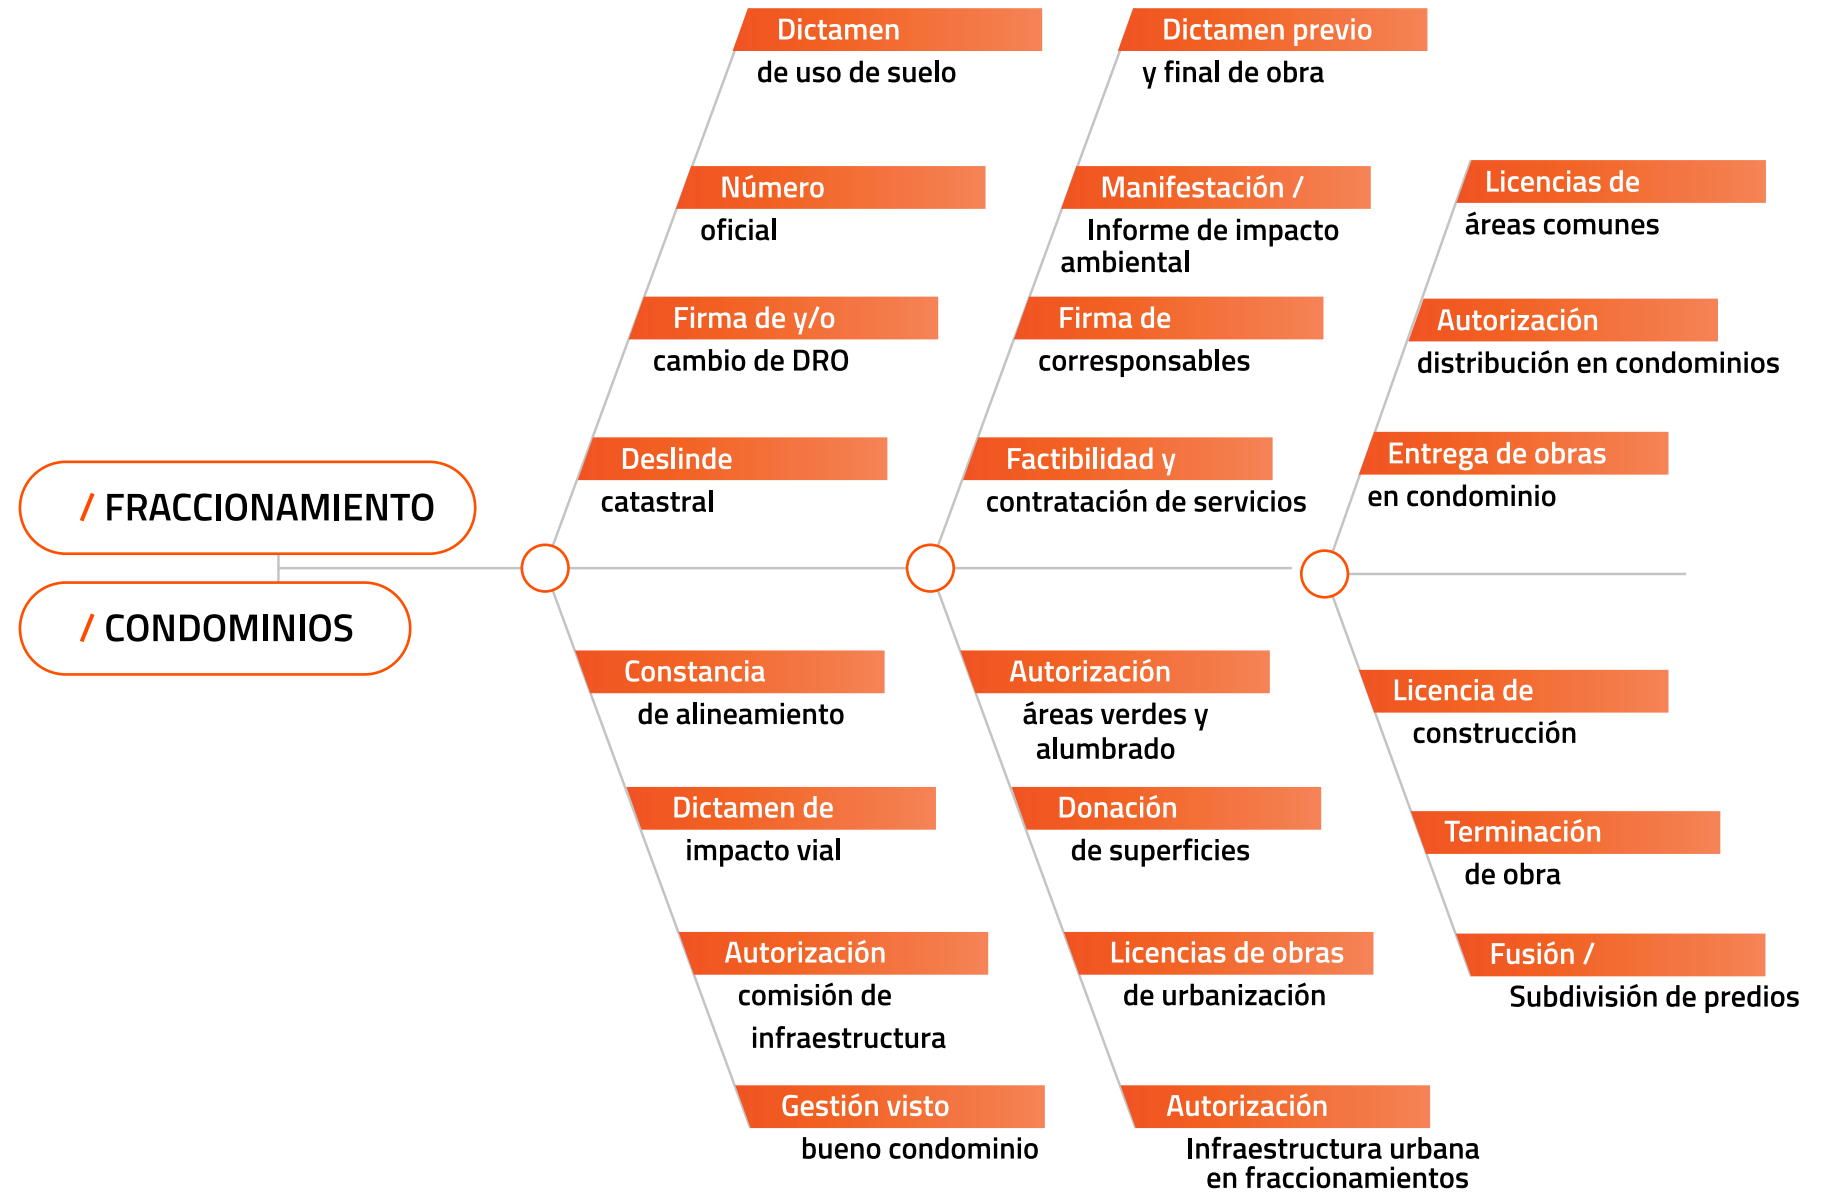 / FRACCIONAMIENTO
/ CONDOMINIOS
Dictamen
de uso de suelo
Número
oficial
Firma de y/o
cambio de DRO
Deslinde
catastral
Constancia
de alineamiento
Dictamen de
impacto vial
Autorización
comisión de
infraestructura
Gestión visto
bueno condominio
Dictamen previo
y final de obra
Manifestación /
Informe de impacto
ambiental
Firma de
corresponsables
Factibilidad y
contratación de servicios
Autorización
áreas verdes y
alumbrado
Donación
de superficies
Licencias de obras
de urbanización
Autorización
Infraestructura urbana
en fraccionamientos
Licencias de
áreas comunes
Autorización
distribución en condominios
Entrega de obras
en condominio
Licencia de
construcción
Terminación
de obra
Fusión /
Subdivisión de predios